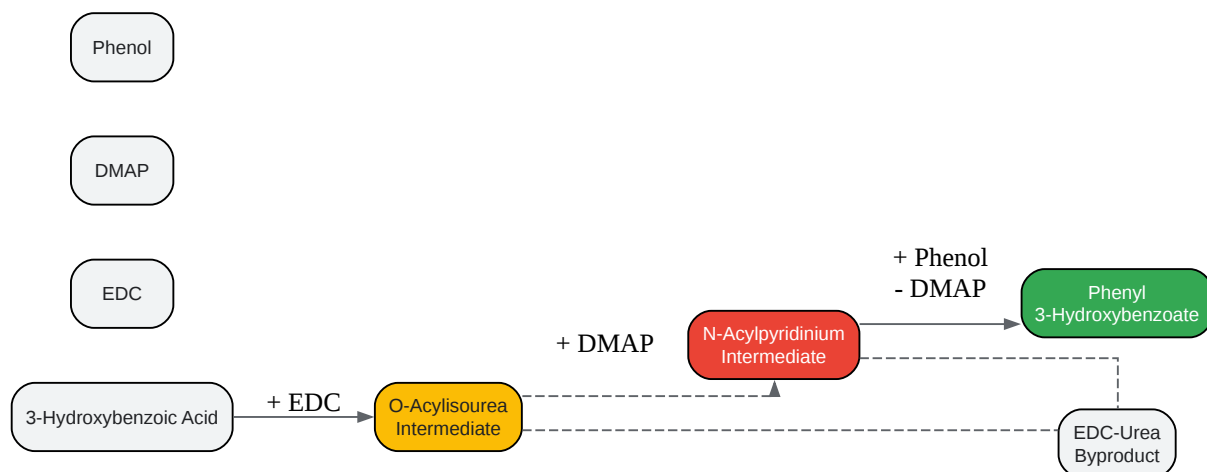 Phenol
DMAP
EDC
+ Phenol
- DMAP
Phenyl
3-Hydroxybenzoate
+ DMAP
N-Acylpyridinium
Intermediate
3-Hydroxybenzoic Acid
+ EDC
O-Acylisourea
Intermediate
EDC-Urea
Byproduct